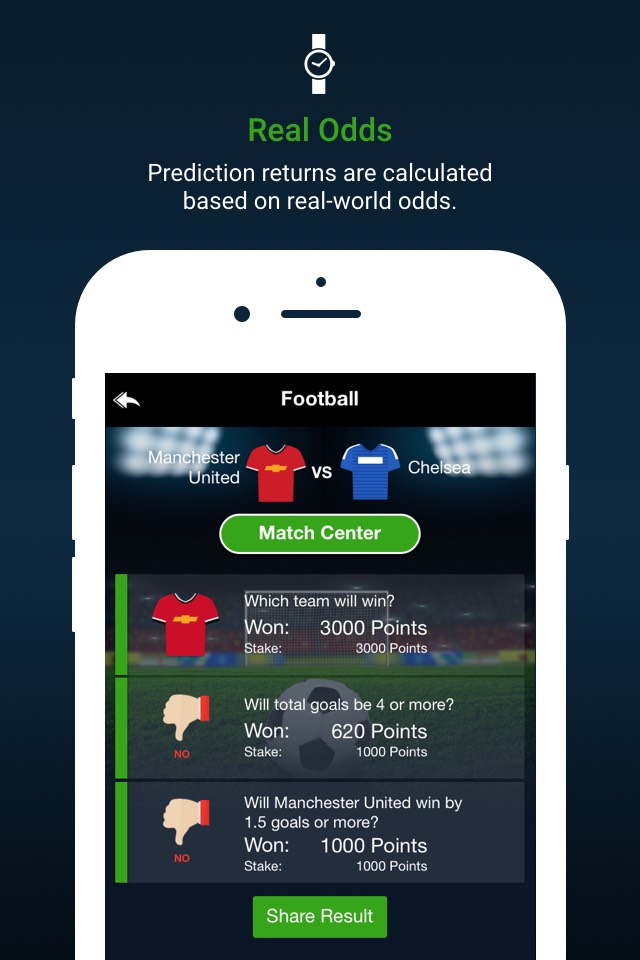 Real Odds
Prediction returns are calculated
based on real-world odds.
Football
Manchester
United
VS
Chelsea
Match Center
Which team will win?
Won: 3000 Points
Stake: 3000 Points
Will total goals be 4 or more?
Won: 620 Points
Stake: 1000 Points
NO
Will Manchester United win by
1.5 goals or more?
Won: 1000 Points
Stake: 1000 Points
NO
Share Result